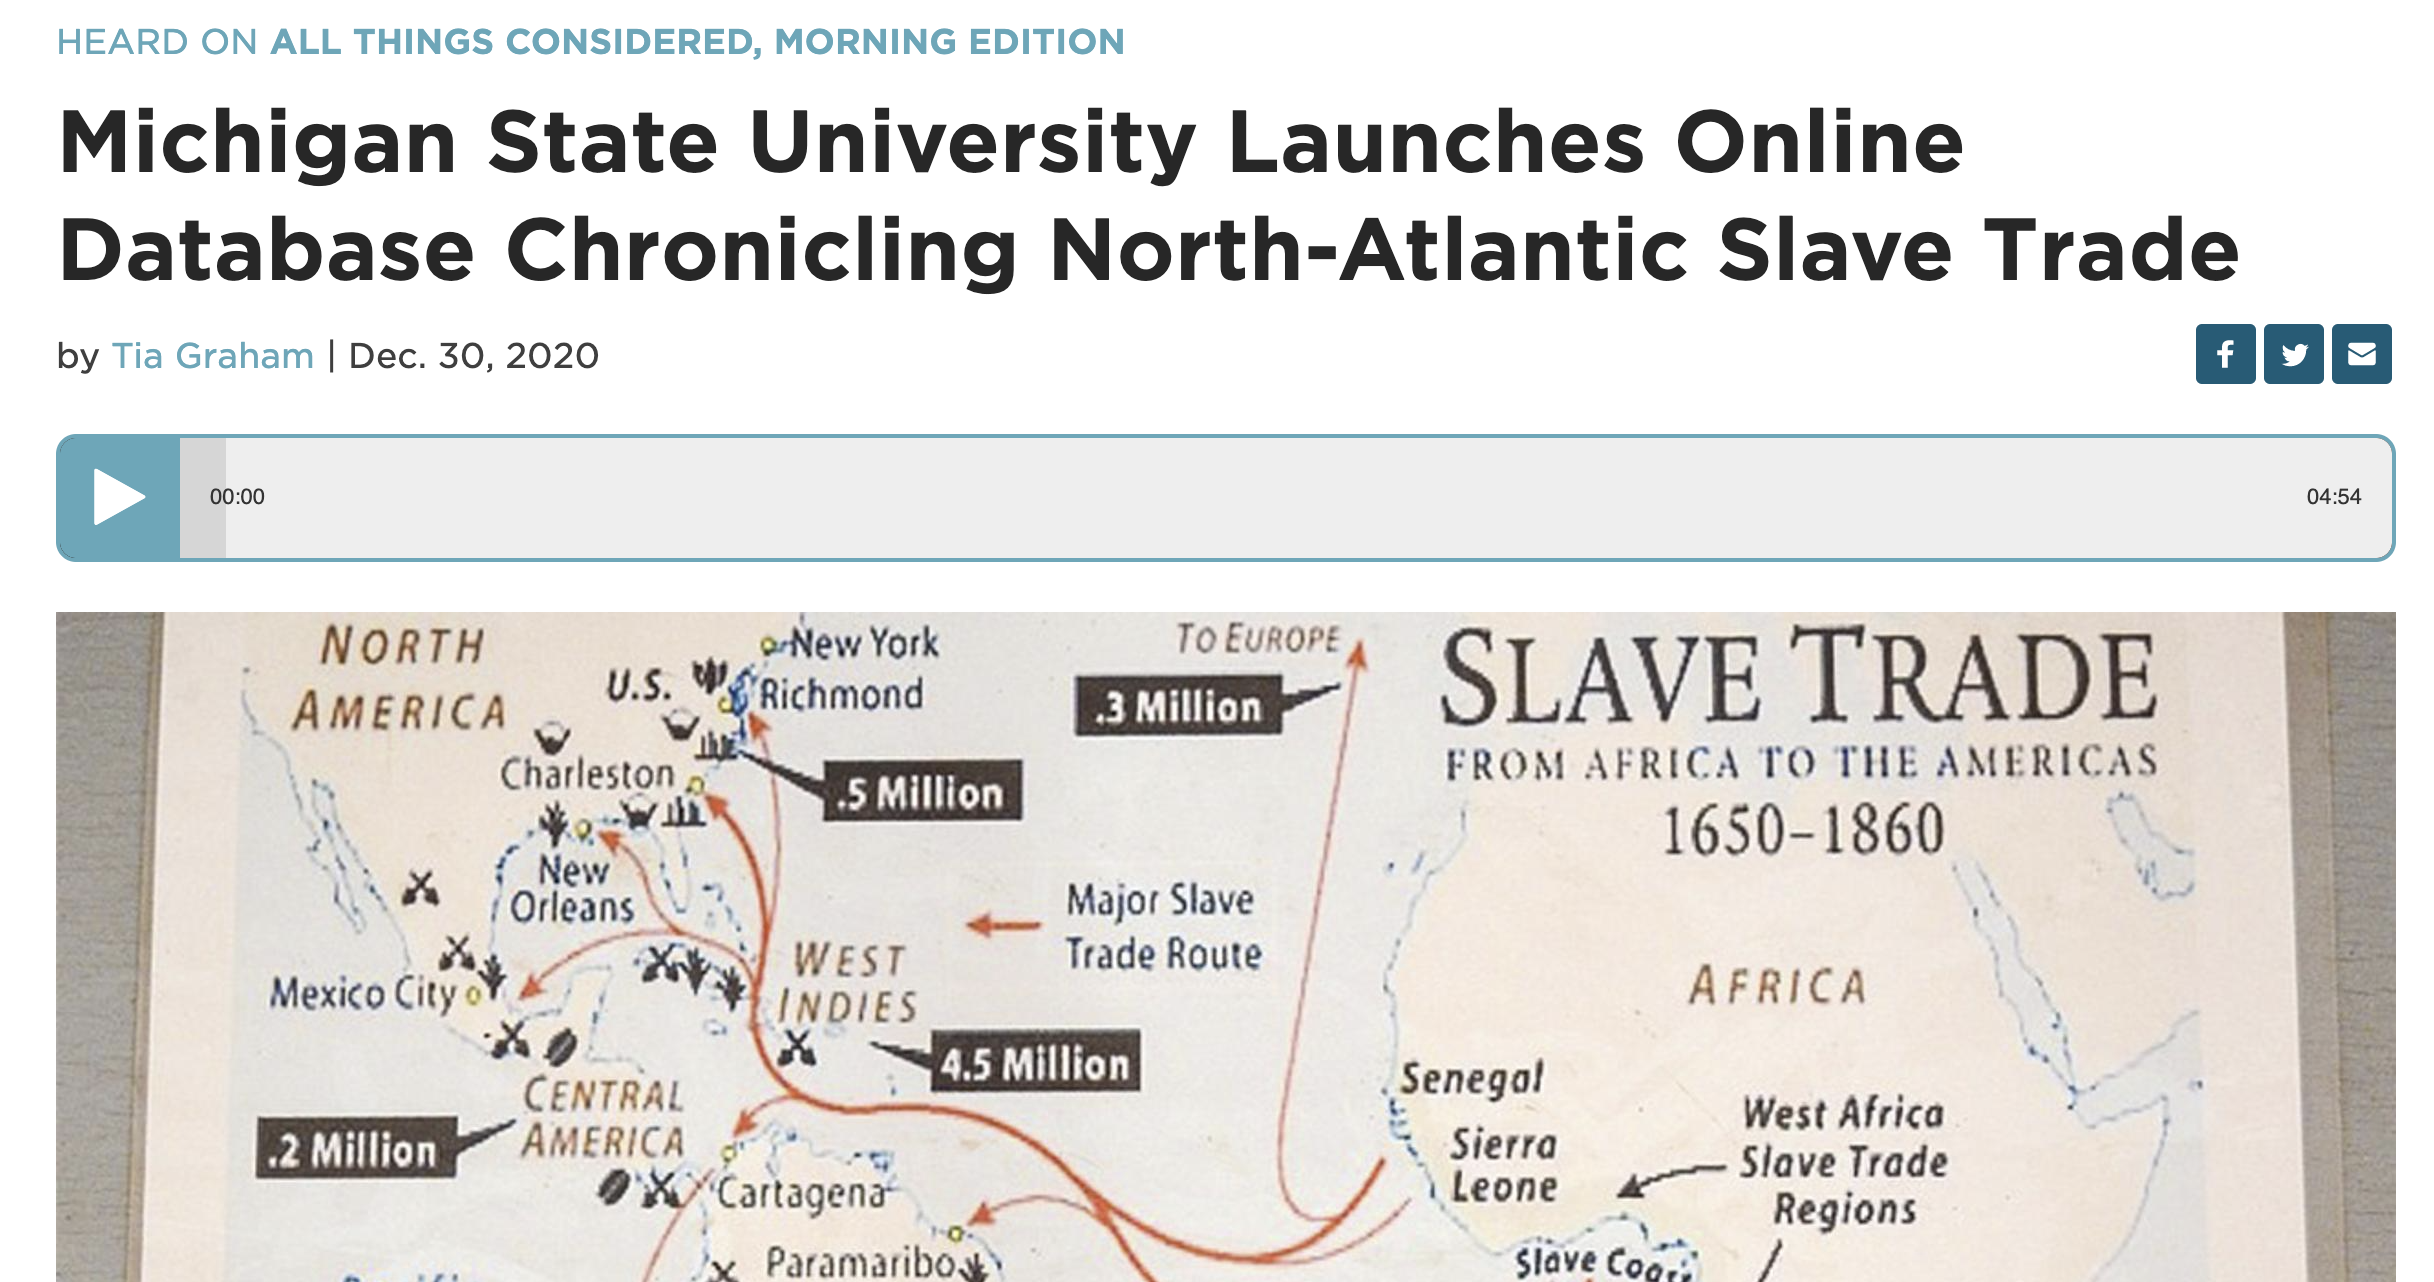 HEARD ON ALL THINGS CONSIDERED, MORNING EDITION
Michigan State University Launches Online
Database Chronicling North-Atlantic Slave Trade
by Tia Graham | Dec. 30, 2020
00:00
04:54
NORTH
AMERICA
New York
U.S.
Richmond
Charleston
.5 Million
New
Orleans
Mexico City
WEST
INDIES
4.5 Million
CENTRAL
AMERICA
.2 Million
Cartagena
Paramaribo
TO EUROPE
.3 Million
Major Slave
Trade Route
SLAVE TRADE
FROM AFRICA TO THE AMERICAS
1650–1860
AFRICA
Senegal
Sierra
Leone
West Africa
Slave Trade
Regions
Slave Coast